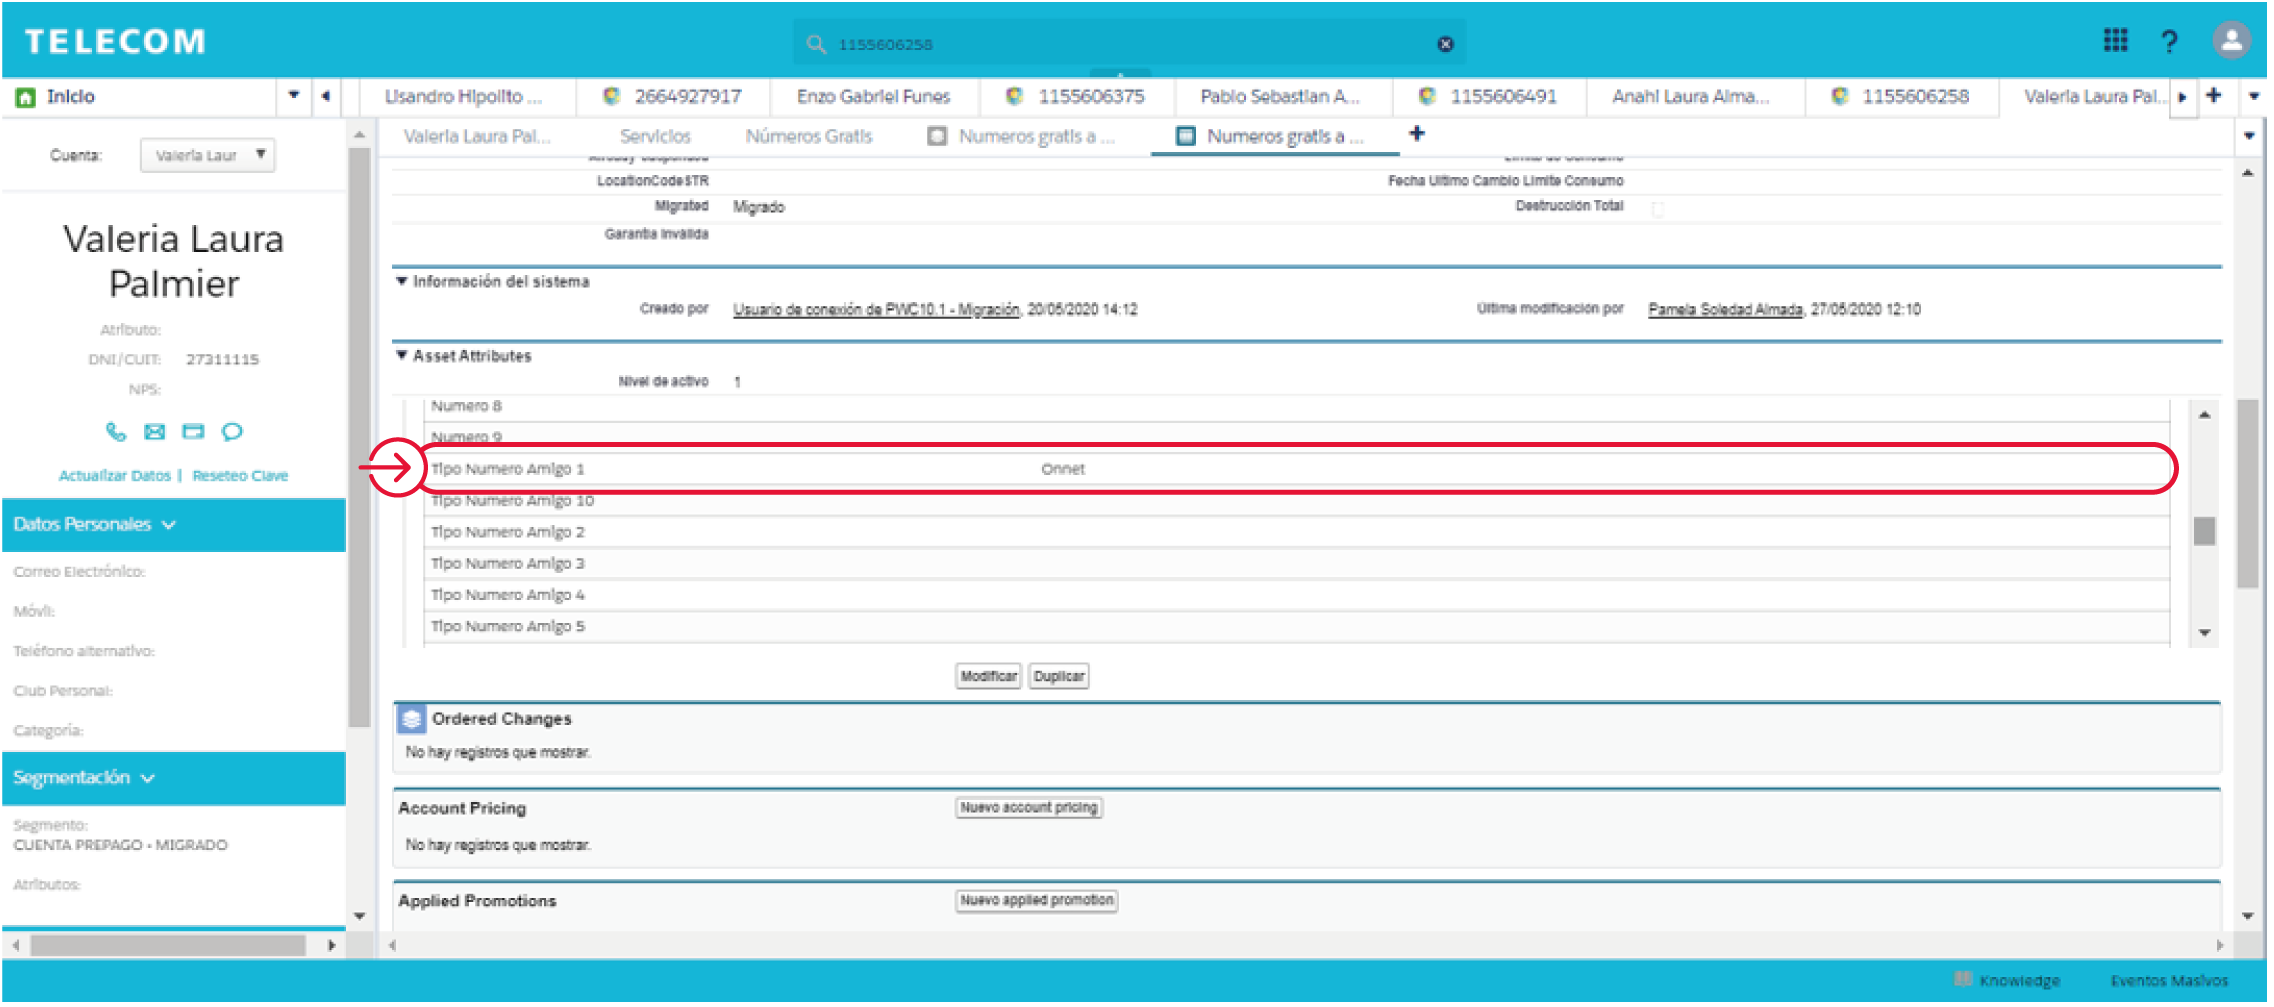 TELECOM
1155606258
?
Inicio
Lisandro Hipolito ...
2664927917
Enzo Gabriel Funes
1155606375
Pablo Sebastian A...
1155606491
Anahi Laura Alma...
1155606258
Valeria Laura Pal...
Valeria Laura Pal...
Servicios
Números Gratis
Numeros gratis a ...
Numeros gratis a ...
Cuenta:
Valeria Laur
Valeria Laura
Palmier
Atributo:
DNI/CUIT: 27311115
NPS:
Actualizar Datos | Reseteo Clave
Datos Personales
Correo Electrónico:
Móvil:
Teléfono alternativo:
Club Personal:
Categoría:
Segmentación
Segmento:
CUENTA PREPAGO - MIGRADO
Atributos:
LocationCodeSTR
Fecha Ultimo Cambio Limite Consumo
Migrated Migrado
Destrucción Total
Garantia Inválida
Información del sistema
Creado por Usuario de conexión de PWC10.1 - Migración, 20/05/2020 14:12
Última modificación por Pamela Soledad Almada, 27/05/2020 12:10
Asset Attributes
Nivel de activo 1
Numero 8
Numero 9
Tipo Numero Amigo 1 Onnet
Tipo Numero Amigo 10
Tipo Numero Amigo 2
Tipo Numero Amigo 3
Tipo Numero Amigo 4
Tipo Numero Amigo 5
Modificar Duplicar
Ordered Changes
No hay registros que mostrar.
Account Pricing Nuevo account pricing
No hay registros que mostrar.
Applied Promotions Nuevo applied promotion
Knowledge
Eventos Masivos